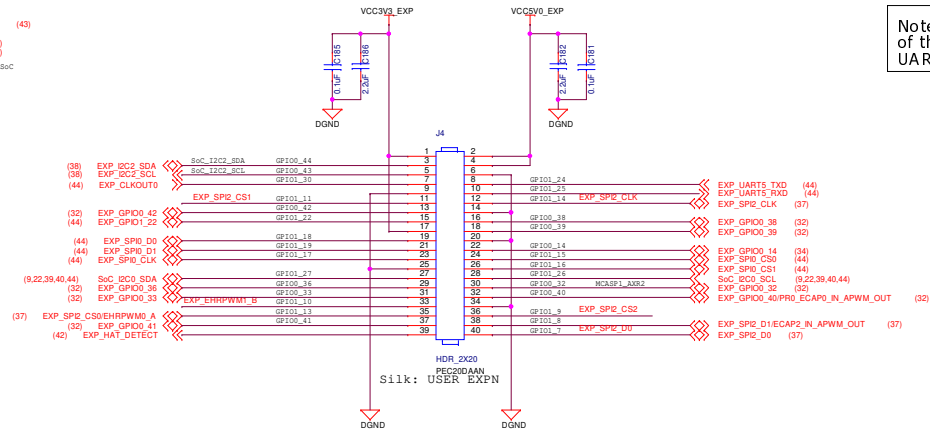 VCC3V3_EXP VCC5V0_EXP
(43)
Note
of th
UAR
SoC
C185 C186 C182 C181
0.1uF 2.2uF 2.2uF 0.1uF
DGND DGND
J4
1 2
(38) EXP_I2C2_SDA SoC_I2C2_SDA GPIO0_44 3 4
(38) EXP_I2C2_SCL SoC_I2C2_SCL GPIO0_43 5 6
(44) EXP_CLKOUT0 GPIO1_30 7 8 GPIO1_24 EXP_UART5_TXD (44)
9 10 GPIO1_25 EXP_UART5_RXD (44)
EXP_SPI2_CS1 GPIO1_11 11 12 GPIO1_14 EXP_SPI2_CLK EXP_SPI2_CLK (37)
(32) EXP_GPIO0_42 GPIO0_42 13 14
(44) EXP_GPIO1_22 GPIO1_22 15 16 GPIO0_38 EXP_GPIO0_38 (32)
17 18 GPIO0_39 EXP_GPIO0_39 (32)
(44) EXP_SPI0_D0 GPIO1_18 19 20
(44) EXP_SPI0_D1 GPIO1_19 21 22 GPIO0_14 EXP_GPIO0_14 (34)
(44) EXP_SPI0_CLK GPIO1_17 23 24 GPIO1_15 EXP_SPI0_CS0 (44)
25 26 GPIO1_16 EXP_SPI0_CS1 (44)
(9,22,39,40,44) SoC_I2C0_SDA GPIO1_27 27 28 GPIO1_26 SoC_I2C0_SCL (9,22,39,40,44)
(32) EXP_GPIO0_36 GPIO0_36 29 30 GPIO0_32 MCASP1_AXR2 EXP_GPIO0_32 (32)
(32) EXP_GPIO0_33 GPIO0_33 31 32 GPIO0_40 EXP_GPIO0_40/PR0_ECAP0_IN_APWM_OUT (32)
EXP_EHRPWM1_B GPIO1_10 33 34
(37) EXP_SPI2_CS0/EHRPWM0_A GPIO1_13 35 36 GPIO1_9 EXP_SPI2_CS2
(32) EXP_GPIO0_41 GPIO0_41 37 38 GPIO1_8 EXP_SPI2_D1/ECAP2_IN_APWM_OUT (37)
(42) EXP_HAT_DETECT 39 40 GPIO1_7 EXP_SPI2_D0 EXP_SPI2_D0 (37)
HDR_2X20
PEC20DAAN
Silk: USER EXPN
DGND DGND